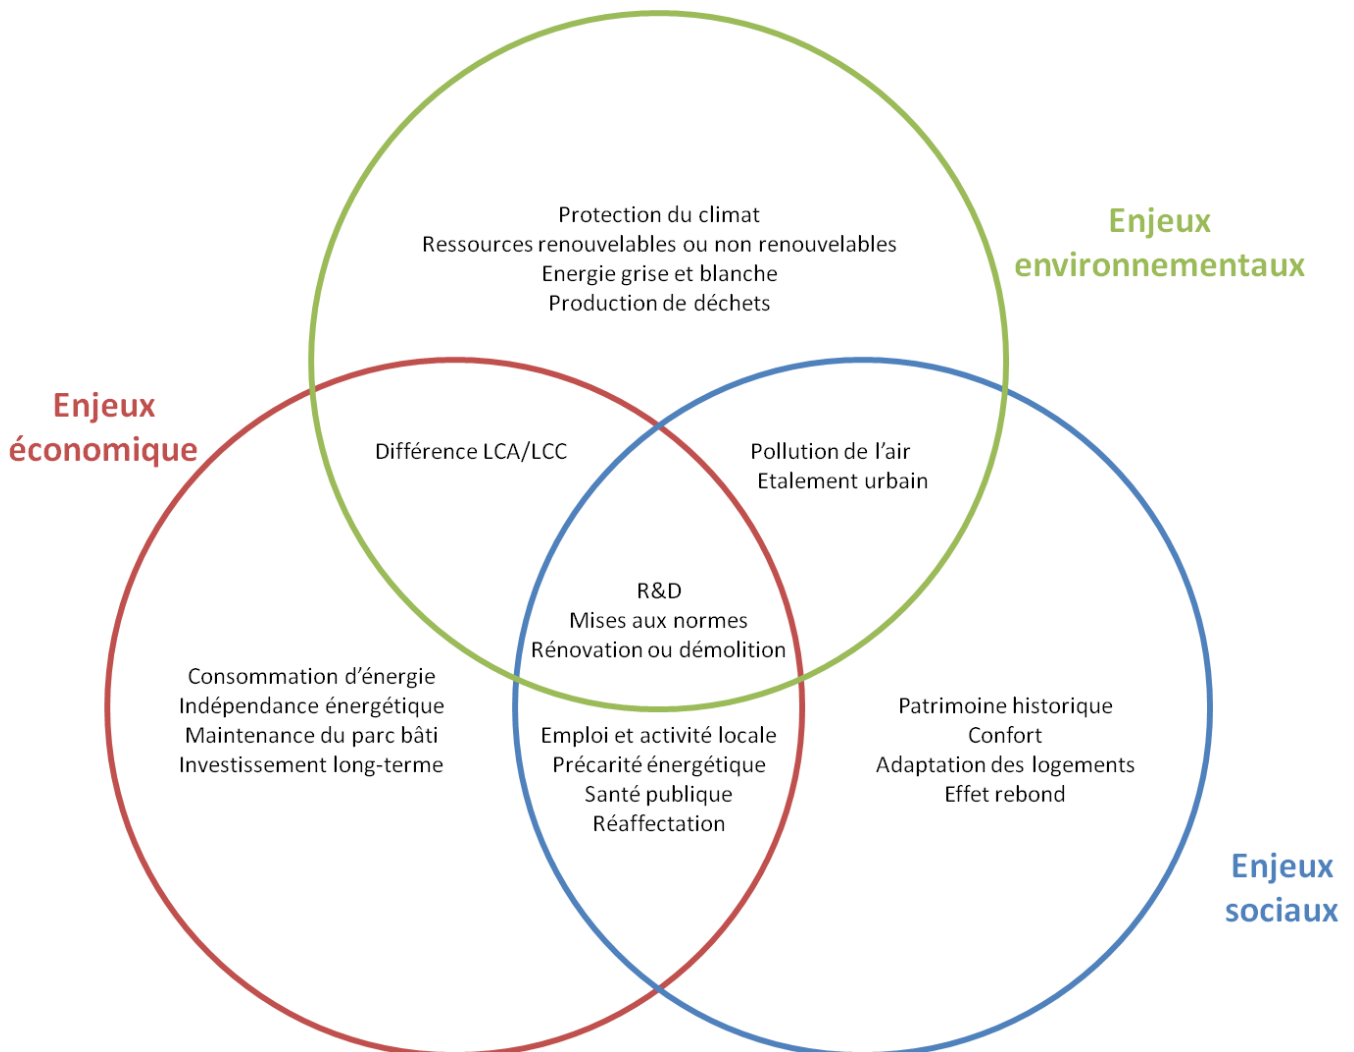 Protection du climat
Ressources renouvelables ou non renouvelables
Energie grise et blanche
Production de déchets
Enjeux
environnementaux
Enjeux
économique
Différence LCA/LCC
Pollution de l'air
Etalement urbain
R&D
Mises aux normes
Rénovation ou démolition
Consommation d'énergie
Indépendance énergétique
Maintenance du parc bâti
Investissement long-terme
Emploi et activité locale
Précarité énergétique
Santé publique
Réaffectation
Patrimoine historique
Confort
Adaptation des logements
Effet rebond
Enjeux
sociaux